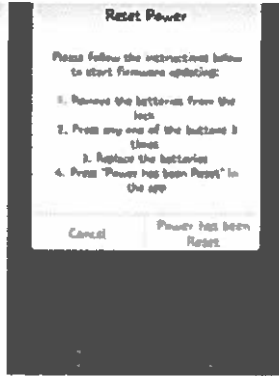 Reset Power
Please follow the instructions below
to start firmware updating:
1. Remove the batteries from the
lock
2. Press any one of the buttons 3
times
3. Replace the batteries
4. Press "Power has been Reset" in
the app
Cancel
Power has been
Reset